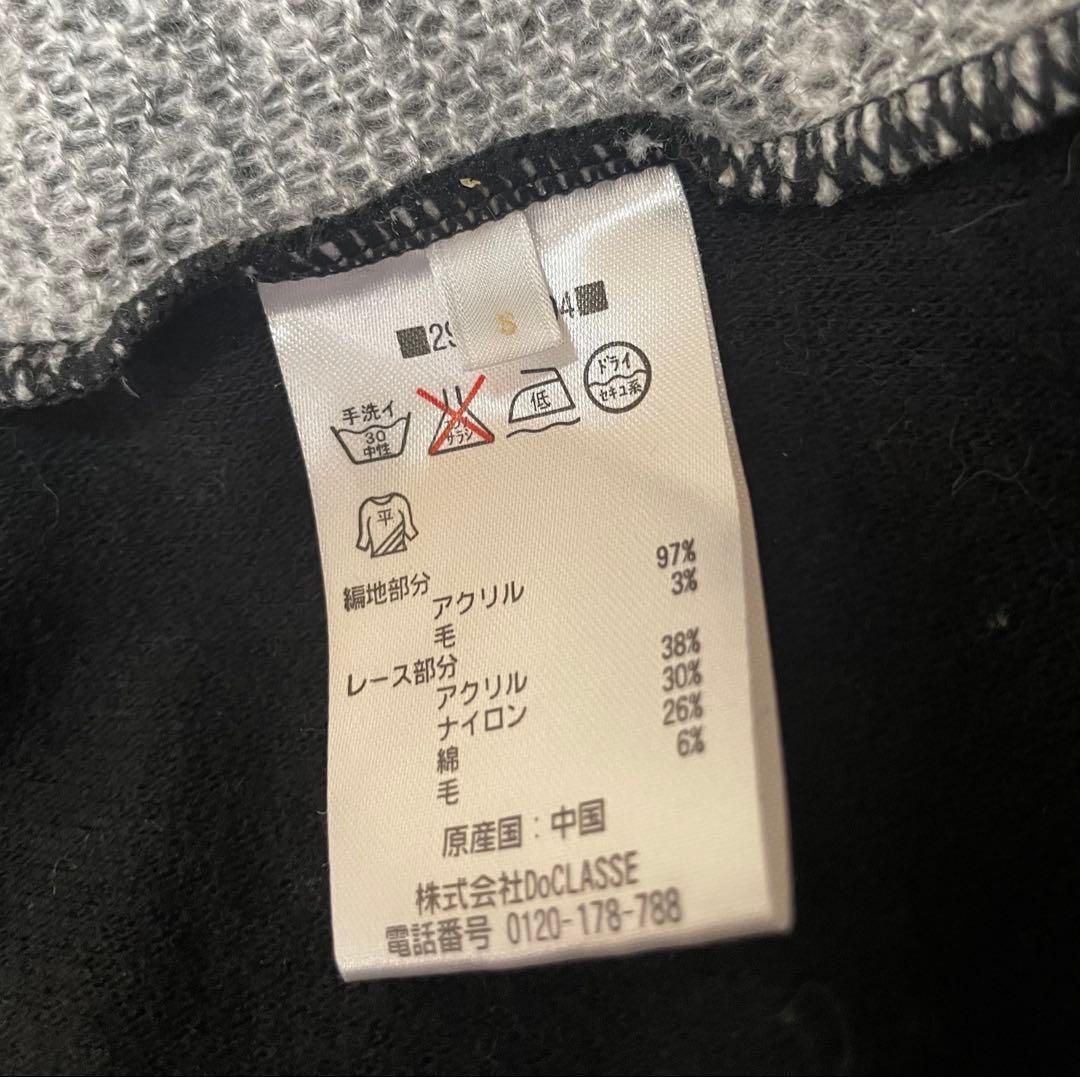 S
手洗イ
30
中性
サラシ
低
ドライ
セキユ系
平
編地部分
アクリル 97%
毛 3%
レース部分
アクリル 38%
ナイロン 30%
綿 26%
毛 6%
原産国：中国
株式会社DoCLASSE
電話番号 0120-178-788